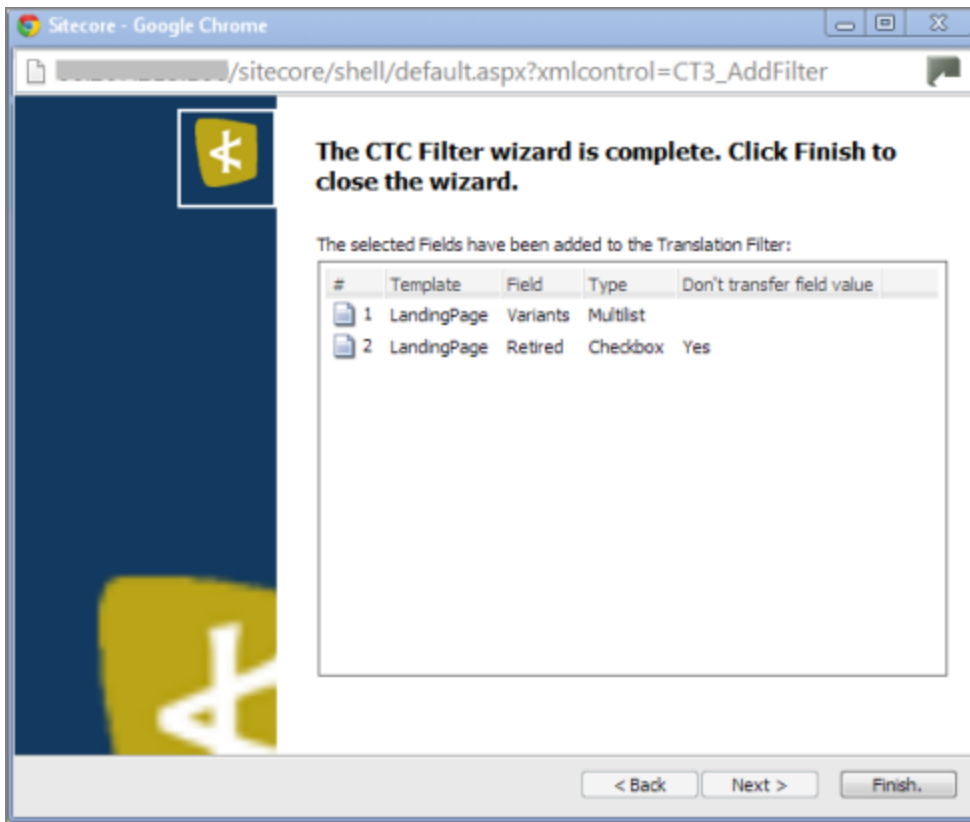 Sitecore - Google Chrome
/sitecore/shell/default.aspx?xmlcontrol=CT3_AddFilter
The CTC Filter wizard is complete. Click Finish to
close the wizard.
The selected Fields have been added to the Translation Filter:
# Template Field Type Don't transfer field value
1 LandingPage Variants Multilist
2 LandingPage Retired Checkbox Yes
< Back Next > Finish.